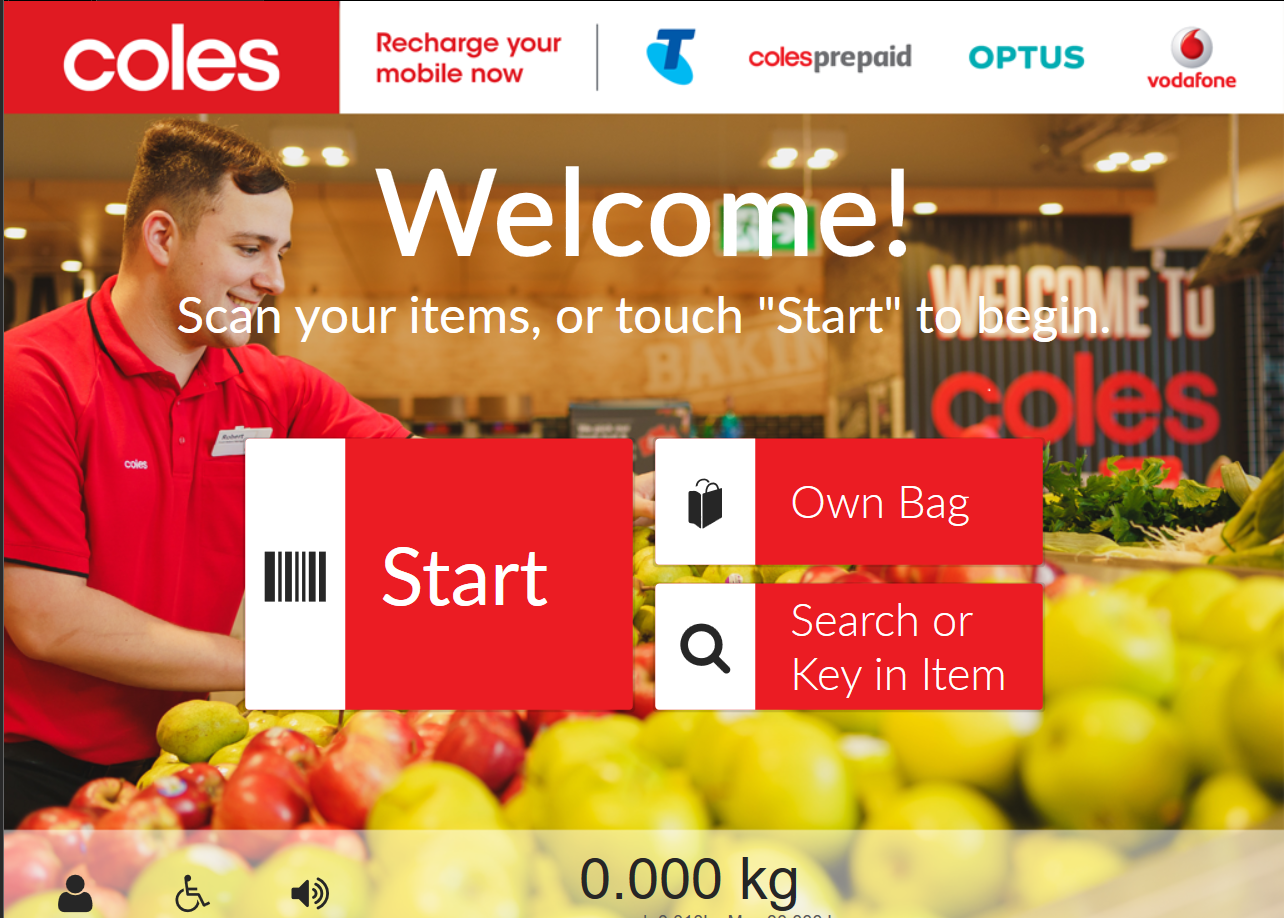 coles
Recharge your
mobile now
colesprepaid
OPTUS
vodafone
Welcome!
Scan your items, or touch "Start" to begin.
WELCOME TO
coles
BAKIN
Robert
coles
Start
Own Bag
Search or
Key in Item
0.000 kg